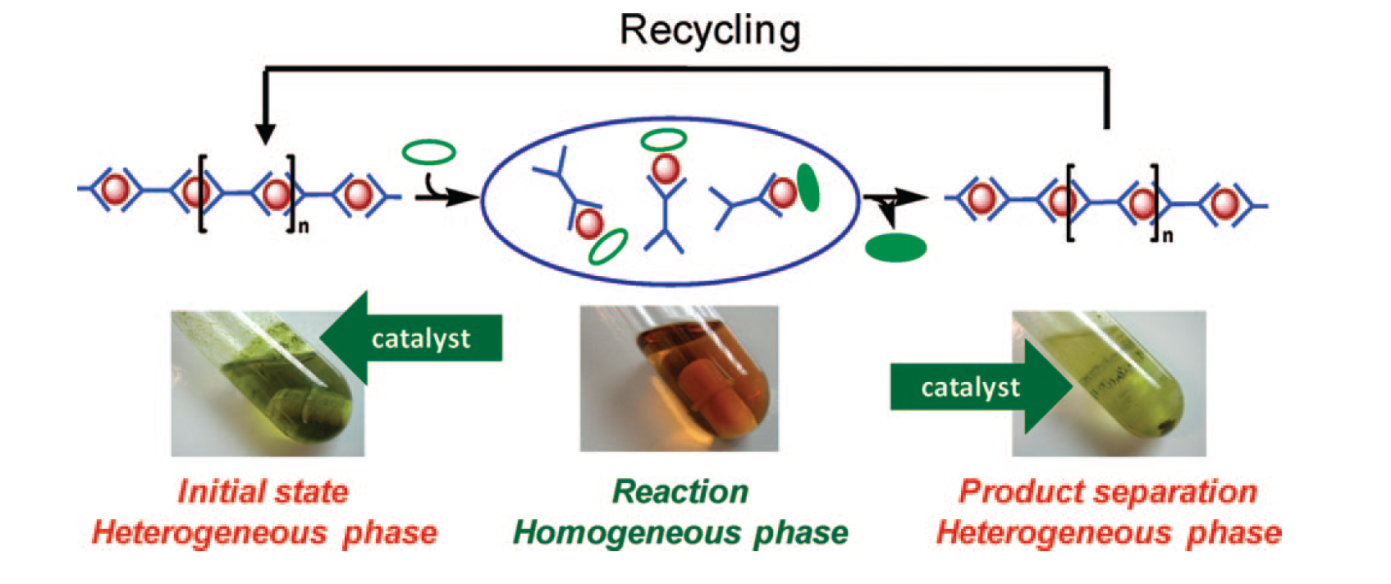 Recycling
n
n
catalyst
catalyst
Initial state
Heterogeneous phase
Reaction
Homogeneous phase
Product separation
Heterogeneous phase